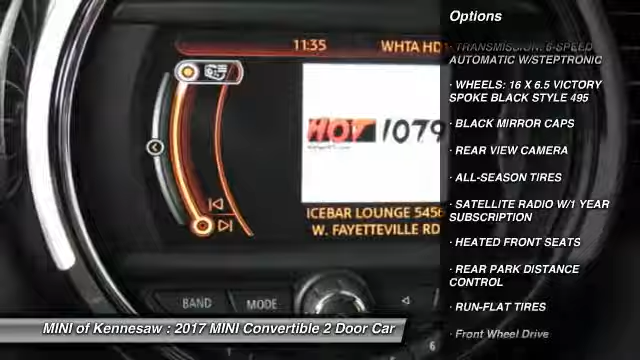 Options
· TRANSMISSION: 6-SPEED
AUTOMATIC W/STEPTRONIC
· WHEELS: 16 X 6.5 VICTORY
SPOKE BLACK STYLE 495
· BLACK MIRROR CAPS
· REAR VIEW CAMERA
· ALL-SEASON TIRES
· SATELLITE RADIO W/1 YEAR
SUBSCRIPTION
· HEATED FRONT SEATS
· REAR PARK DISTANCE
CONTROL
· RUN-FLAT TIRES
· Front Wheel Drive
11:35 WHTA HD
HOT 1079
ICEBAR LOUNGE 5456
W. FAYETTEVILLE RD
BAND MODE
6
MINI of Kennesaw : 2017 MINI Convertible 2 Door Car